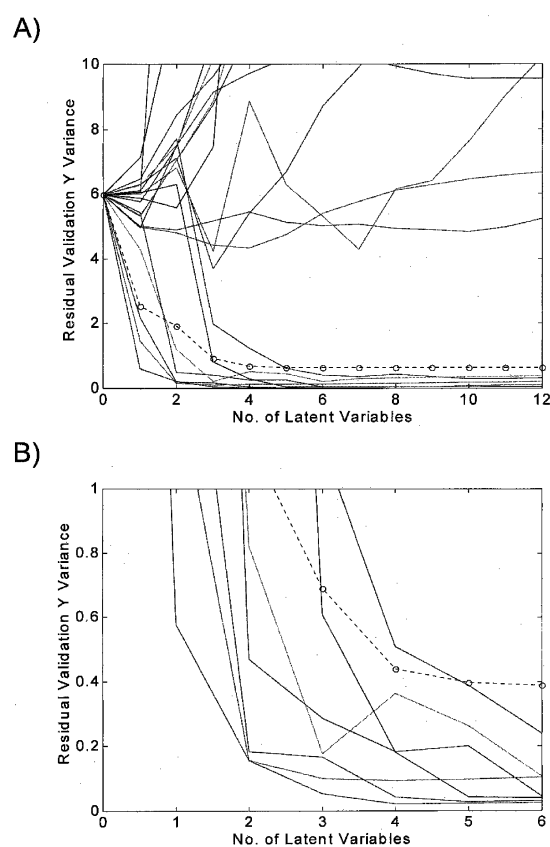 A)
10
8
6
4
2
0
Residual Validation Y Variance
0 2 4 6 8 10 12
No. of Latent Variables
B)
1
0.8
0.6
0.4
0.2
0
Residual Validation Y Variance
0 1 2 3 4 5 6
No. of Latent Variables